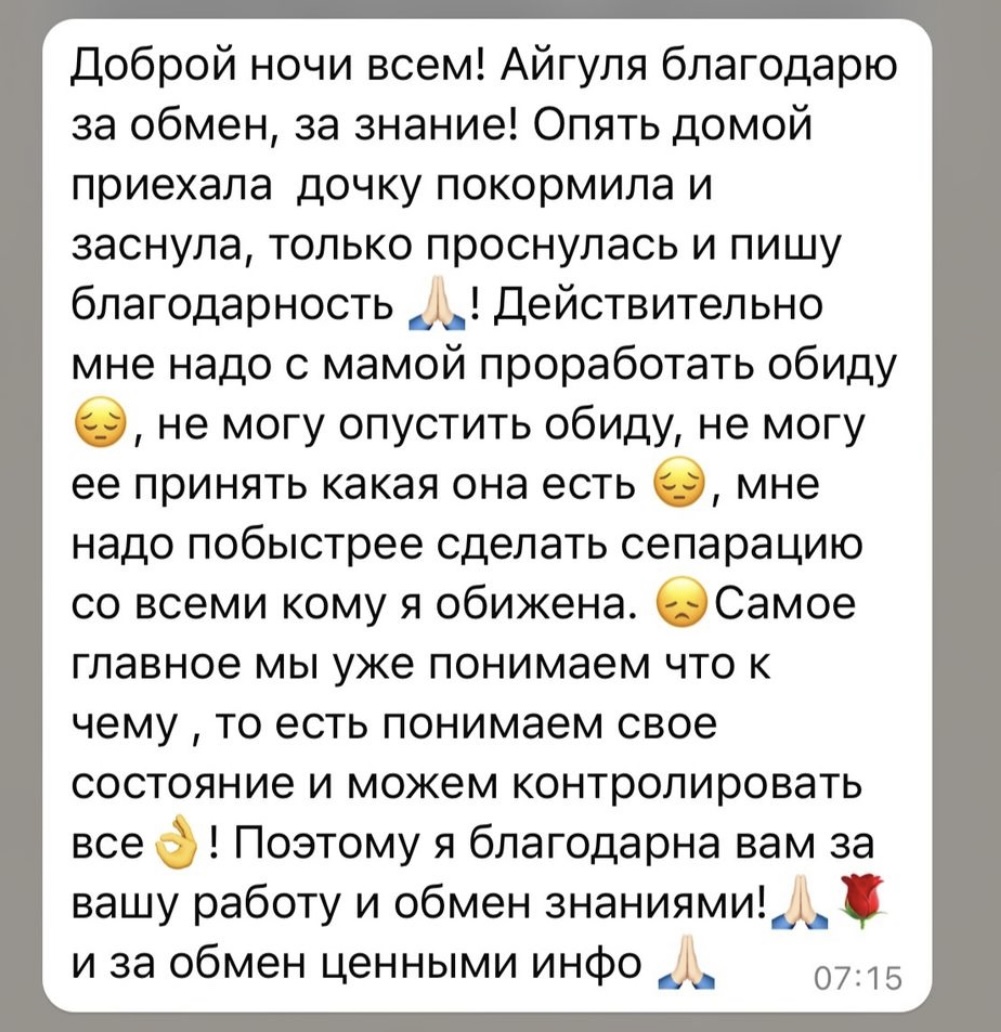 Доброй ночи всем! Айгуля благодарю
за обмен, за знание! Опять домой
приехала  дочку покормила и
заснула, только проснулась и пишу
благодарность 🙏🏻! Действительно
мне надо с мамой проработать обиду
😔, не могу опустить обиду, не могу
ее принять какая она есть 😔, мне
надо побыстрее сделать сепарацию
со всеми кому я обижена. 😞Самое
главное мы уже понимаем что к
чему , то есть понимаем свое
состояние и можем контролировать
все👌! Поэтому я благодарна вам за
вашу работу и обмен знаниями!🙏🏻🌹
и за обмен ценными инфо 🙏🏻
07:15